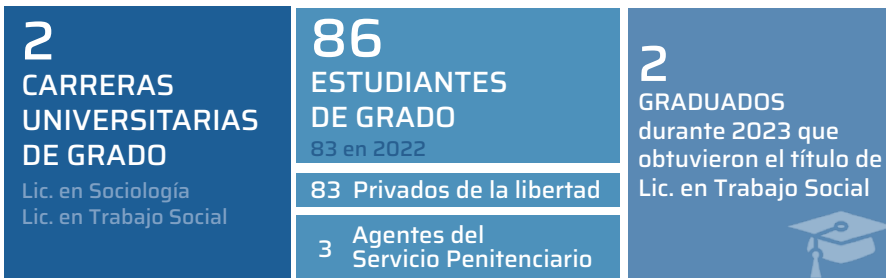 2
CARRERAS
UNIVERSITARIAS
DE GRADO
Lic. en Sociología
Lic. en Trabajo Social
86
ESTUDIANTES
DE GRADO
83 en 2022
83 Privados de la libertad
3 Agentes del
Servicio Penitenciario
2
GRADUADOS
durante 2023 que
obtuvieron el título de
Lic. en Trabajo Social